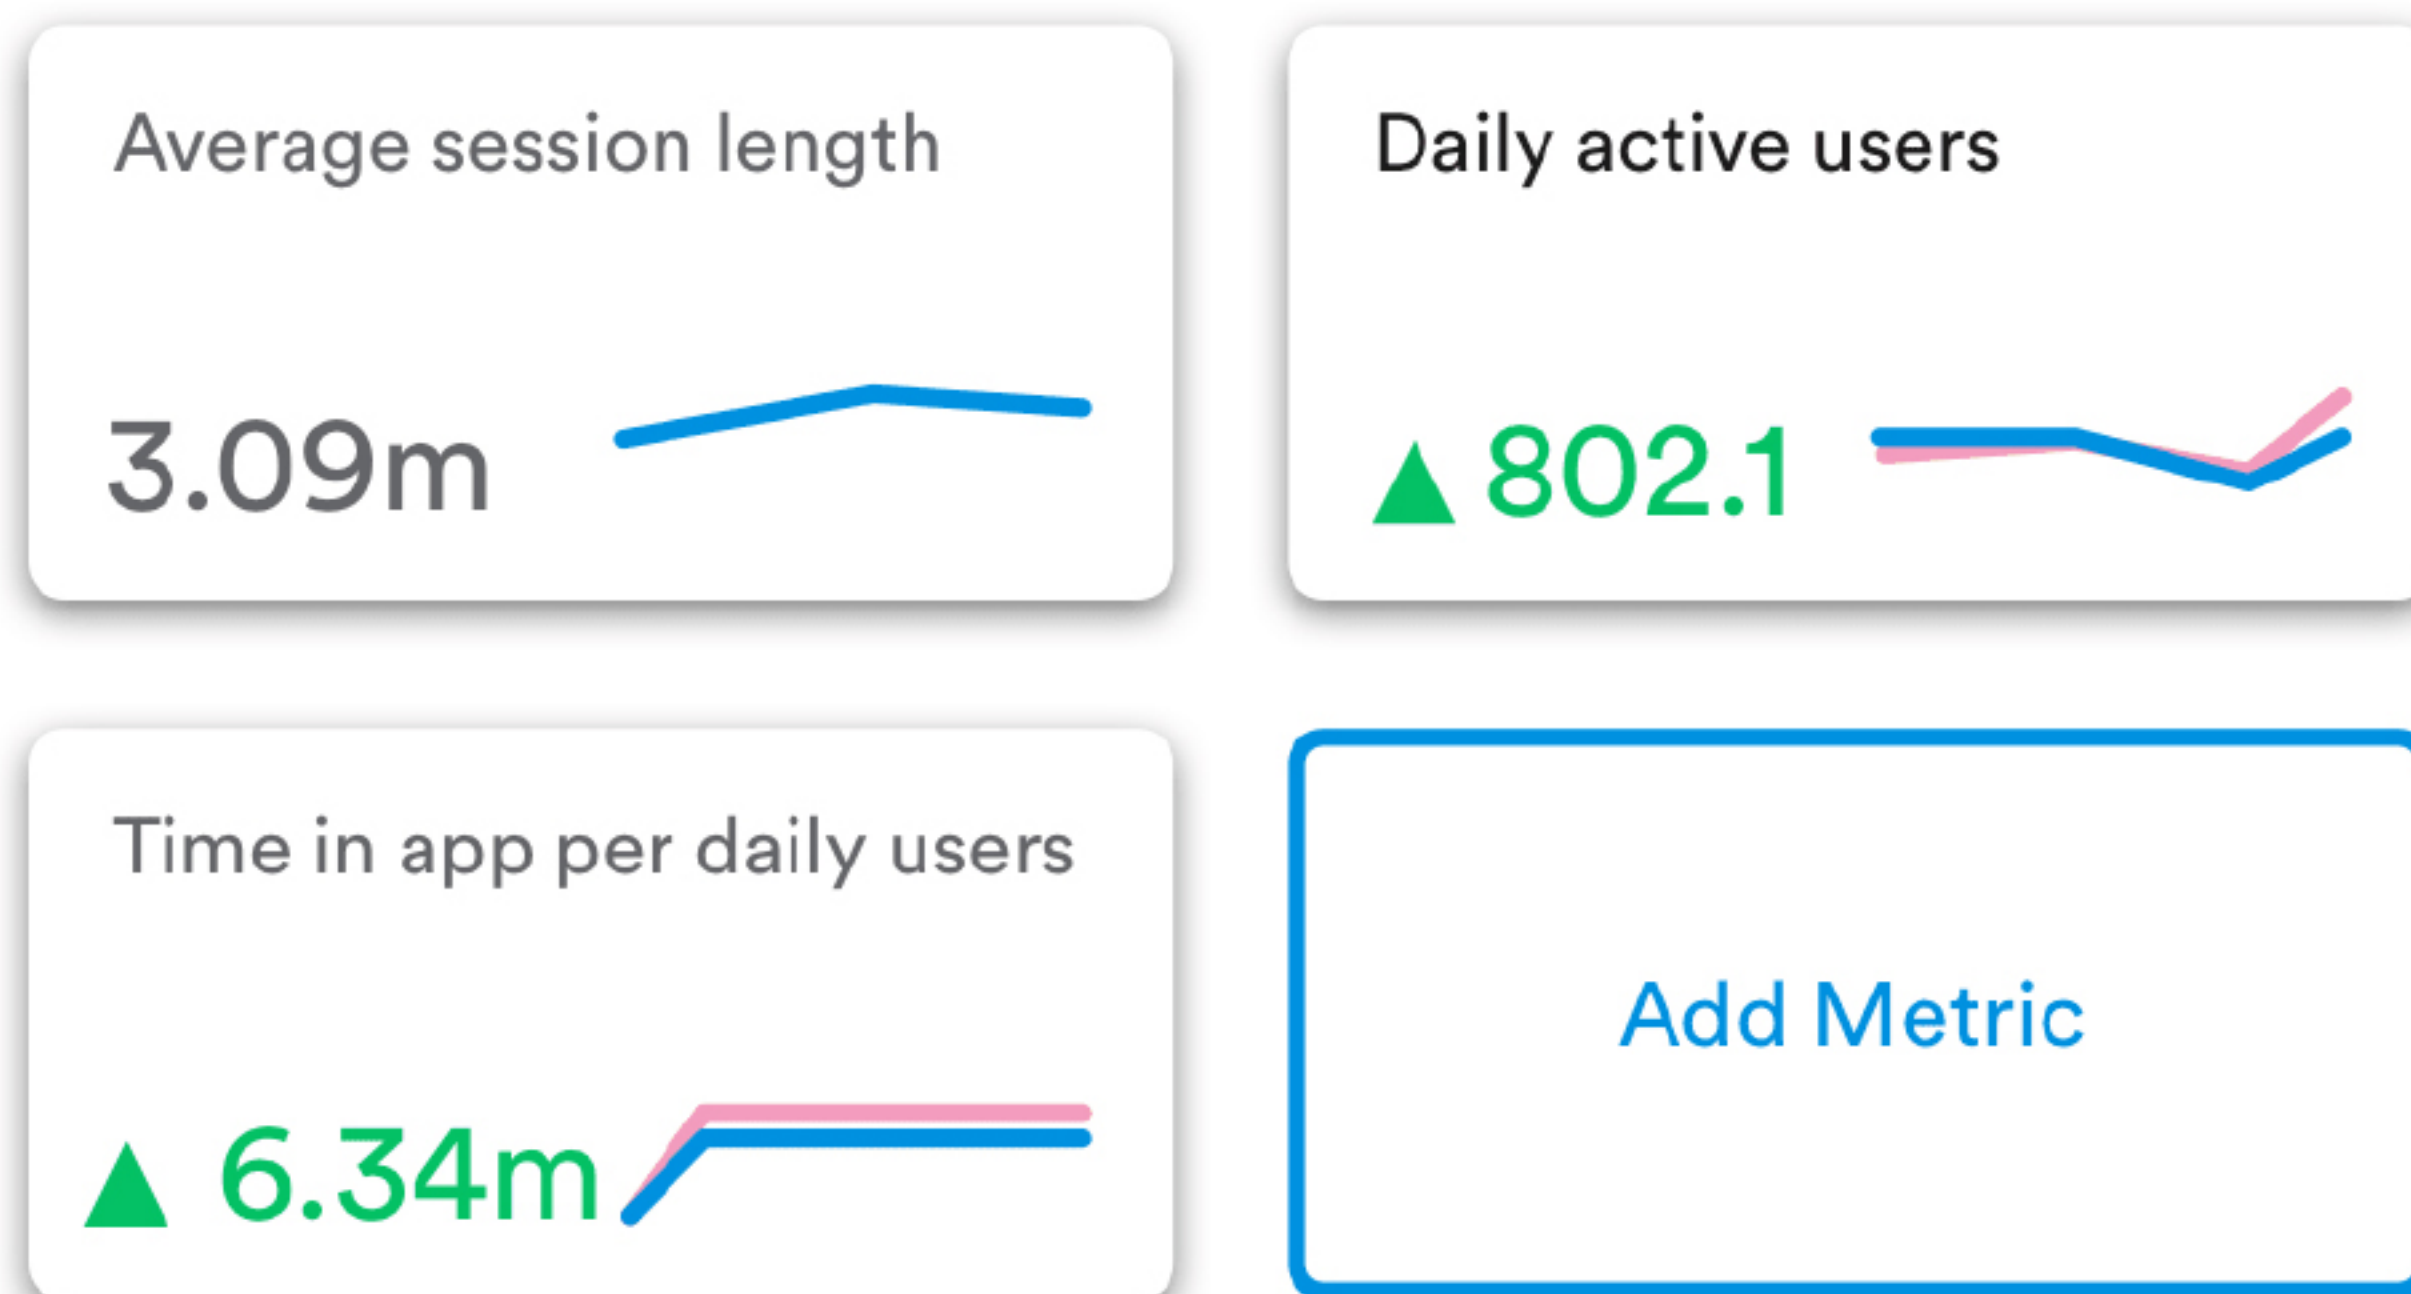 Average session length
3.09m
Daily active users
▲ 802.1
Time in app per daily users
▲ 6.34m
Add Metric